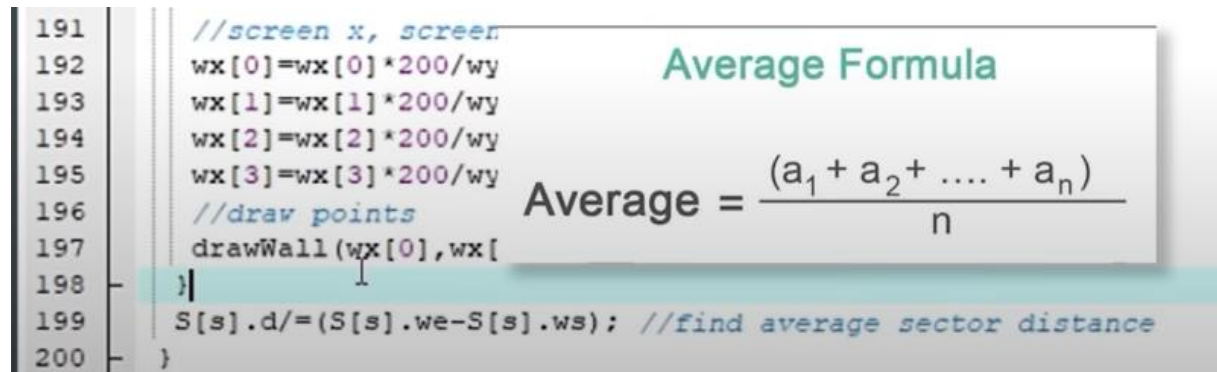 191 //screen x, screen
192 wx[0]=wx[0]*200/wy
193 wx[1]=wx[1]*200/wy
194 wx[2]=wx[2]*200/wy
195 wx[3]=wx[3]*200/wy
196 //draw points
197 drawWall(wx[0],wx[
198 }
199 S[s].d/=(S[s].we-S[s].ws); //find average sector distance
200 }
Average Formula
Average = (a₁ + a₂ + .... + aₙ)
n